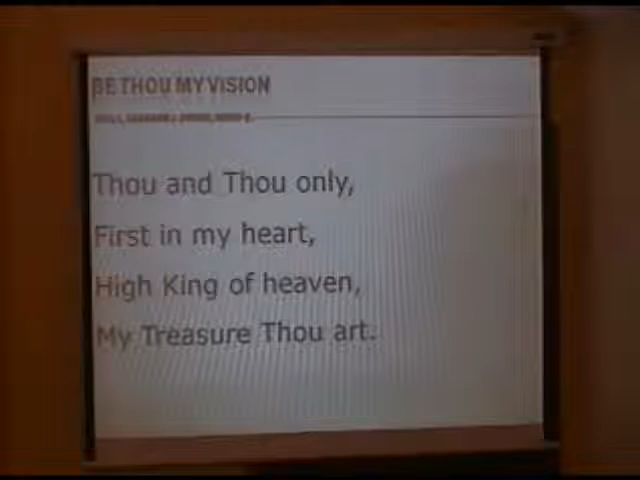 BE THOU MY VISION
Thou and Thou only,
First in my heart,
High King of heaven,
My Treasure Thou art.